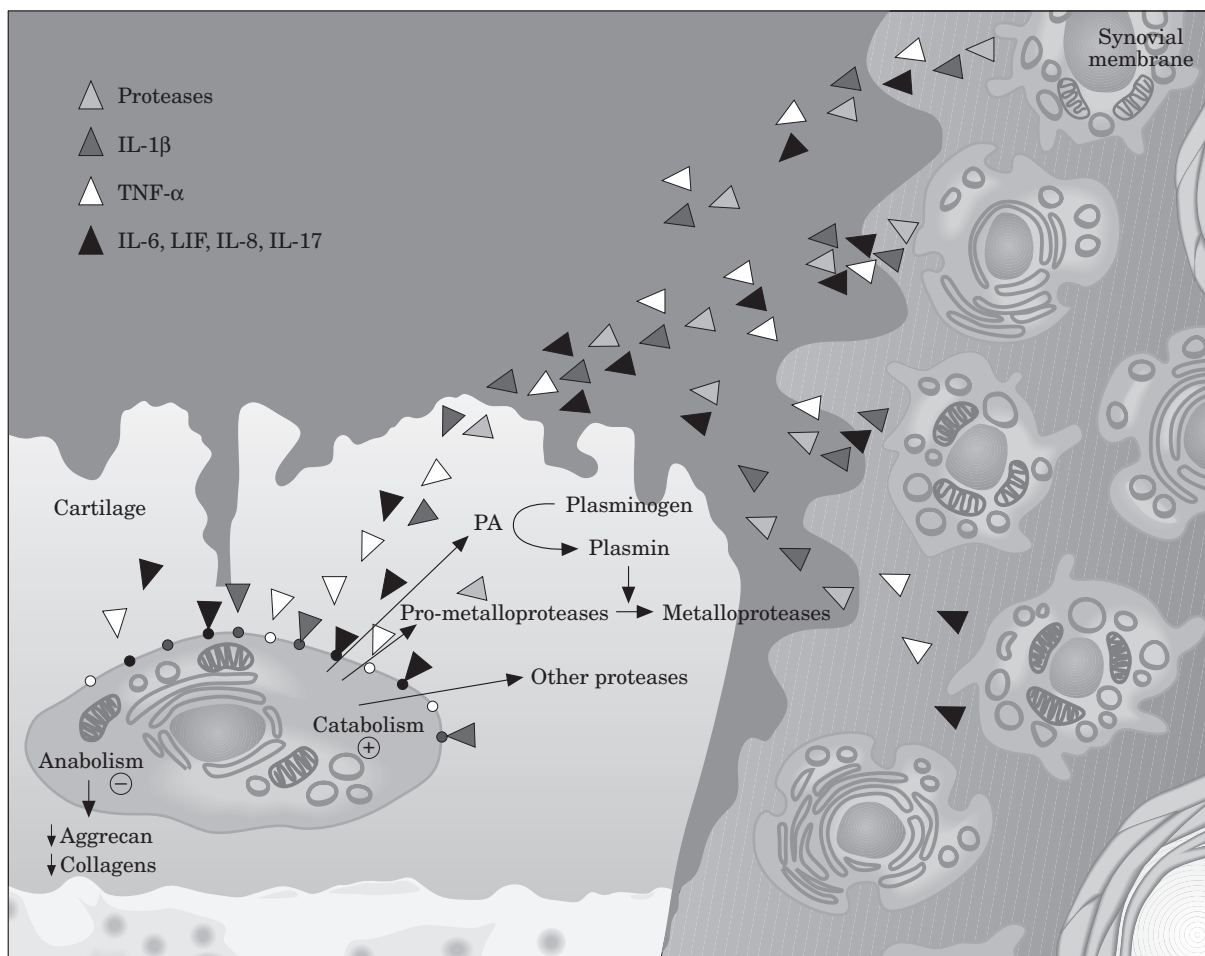 Synovial
membrane
Proteases
IL-1β
TNF-α
IL-6, LIF, IL-8, IL-17
Cartilage
PA
Plasminogen
Plasmin
Pro-metalloproteases
Metalloproteases
Other proteases
Catabolism
+
Anabolism
−
↓ Aggrecan
↓ Collagens